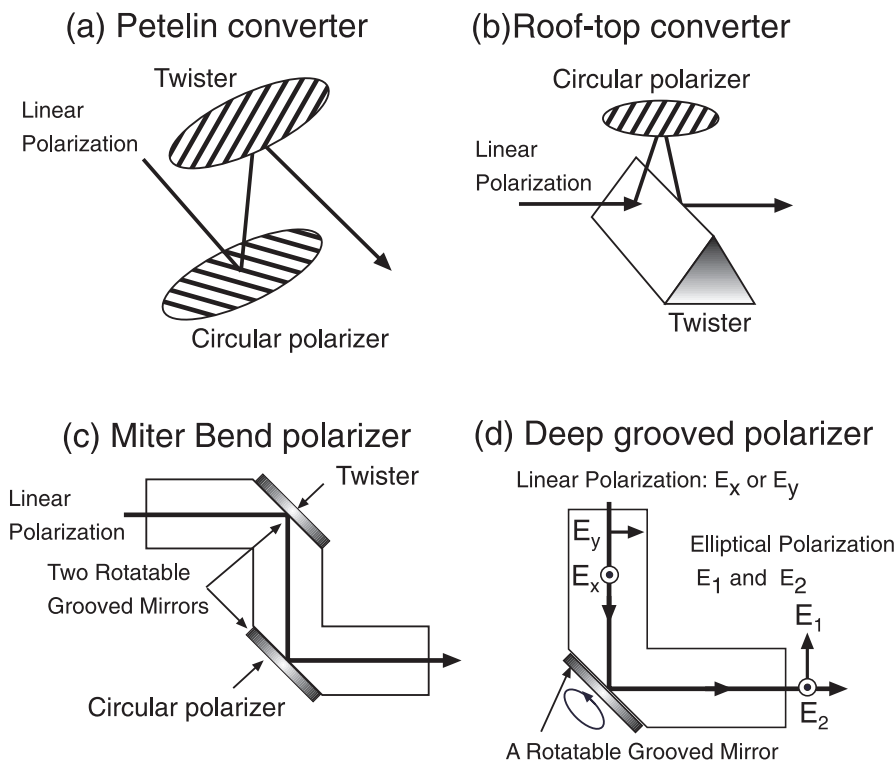 (a) Petelin converter
Twister
Linear
Polarization
Circular polarizer
(b)Roof-top converter
Circular polarizer
Linear
Polarization
Twister
(c) Miter Bend polarizer
Twister
Linear
Polarization
Two Rotatable
Grooved Mirrors
Circular polarizer
(d) Deep grooved polarizer
Linear Polarization: Ex or Ey
Ey
Ex
Elliptical Polarization
E1 and E2
E1
E2
A Rotatable Grooved Mirror